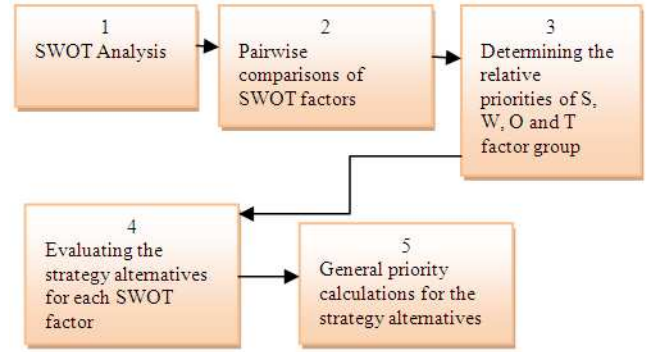 1
SWOT Analysis
2
Pairwise
comparisons of
SWOT factors
3
Determining the
relative
priorities of S,
W, O and T
factor group
4
Evaluating the
strategy alternatives
for each SWOT
factor
5
General priority
calculations for the
strategy alternatives